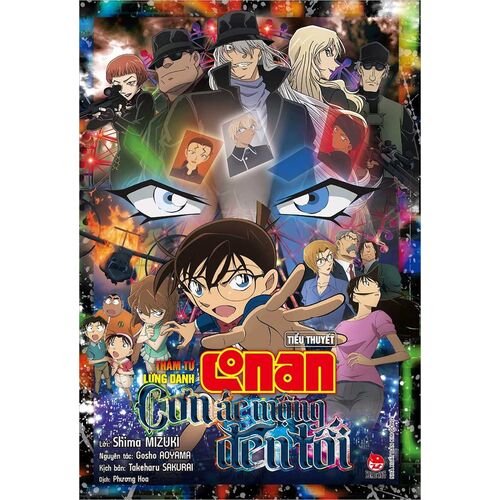 TIỂU THUYẾT
THÁM TỬ
LỪNG DANH
Conan
Cơn ác mộng
đen tối
Lời: Shima MIZUKI
Nguyên tác: Gosho AOYAMA
Kịch bản: Takeharu SAKURAI
Dịch: Phương Hoa